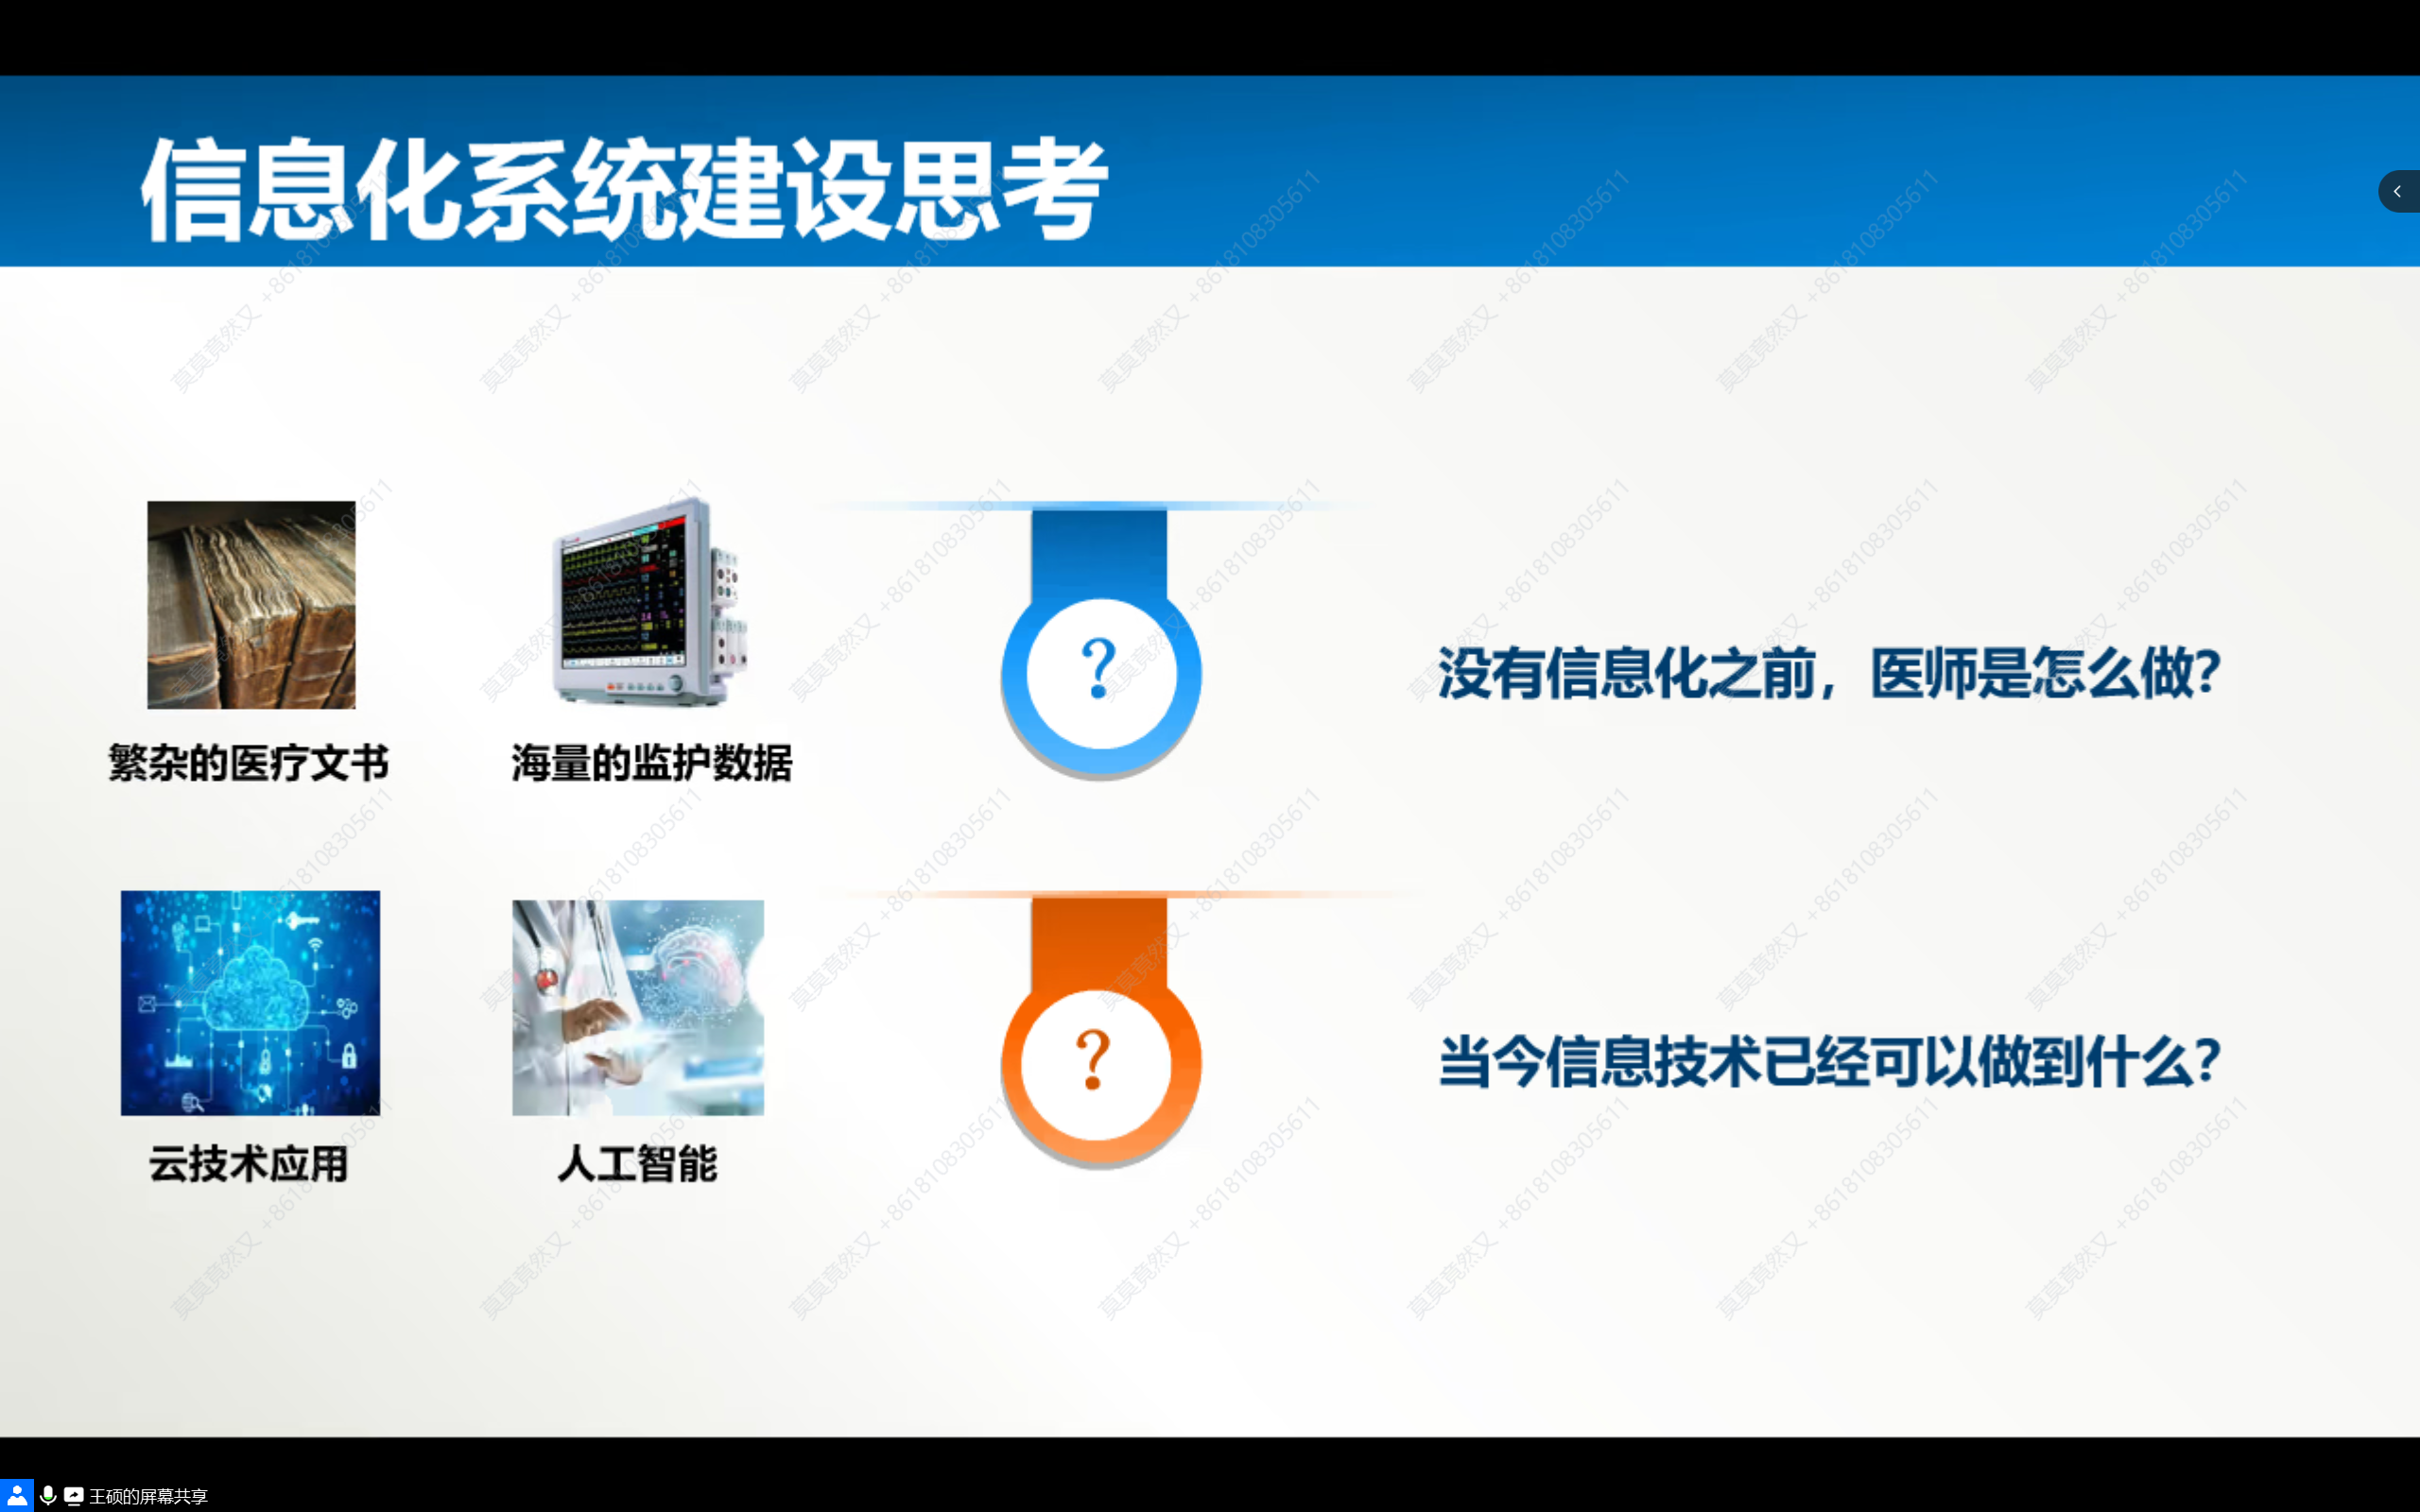 信息化系统建设思考
繁杂的医疗文书
海量的监护数据
?
没有信息化之前，医师是怎么做?
云技术应用
人工智能
?
当今信息技术已经可以做到什么?
莫莫竟然又 +8618108305611
王硕的屏幕共享